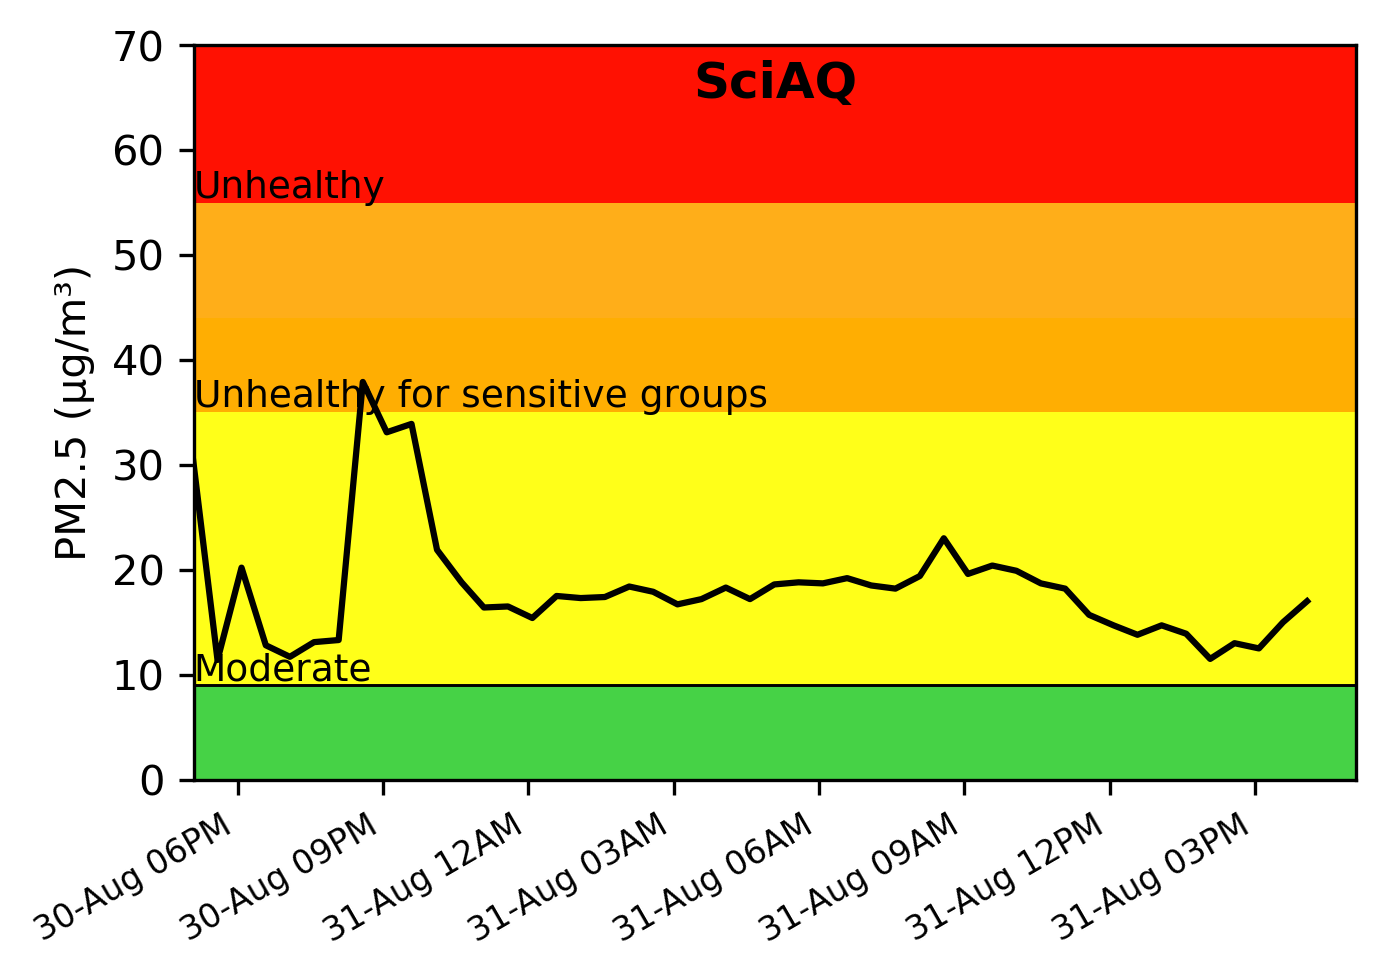 SciAQ
70
60
50
40
30
20
10
0
PM2.5 (µg/m³)
Unhealthy
Unhealthy for sensitive groups
Moderate
30-Aug 06PM
30-Aug 09PM
31-Aug 12AM
31-Aug 03AM
31-Aug 06AM
31-Aug 09AM
31-Aug 12PM
31-Aug 03PM